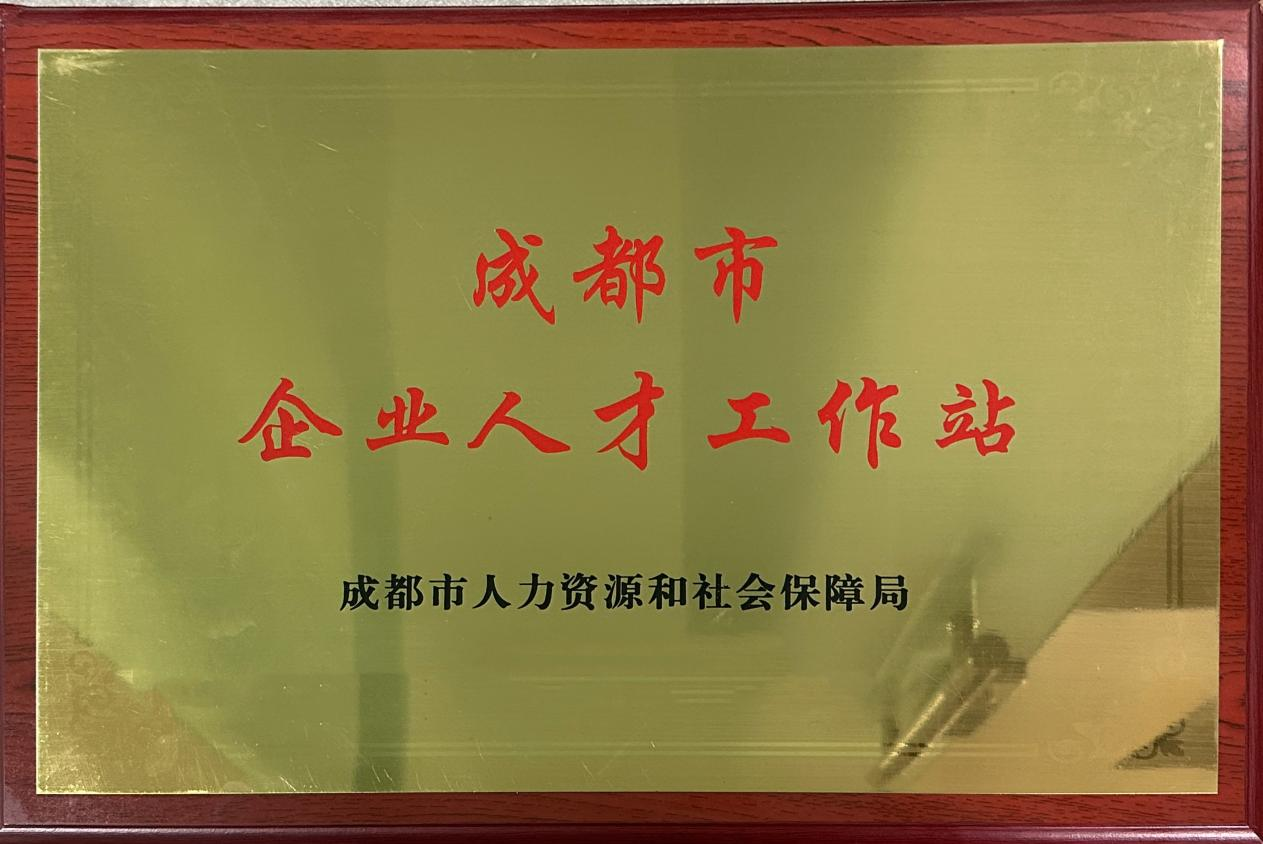 成都市
企业人才工作站
成都市人力资源和社会保障局